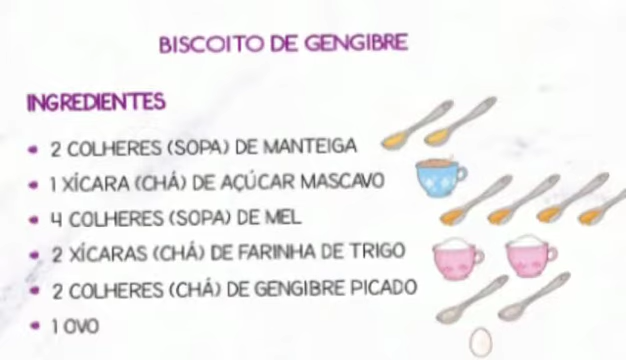 BISCOITO DE GENGIBRE
INGREDIENTES
• 2 COLHERES (SOPA) DE MANTEIGA
• 1 XÍCARA (CHÁ) DE AÇÚCAR MASCAVO
• 4 COLHERES (SOPA) DE MEL
• 2 XÍCARAS (CHÁ) DE FARINHA DE TRIGO
• 2 COLHERES (CHÁ) DE GENGIBRE PICADO
• 1 OVO